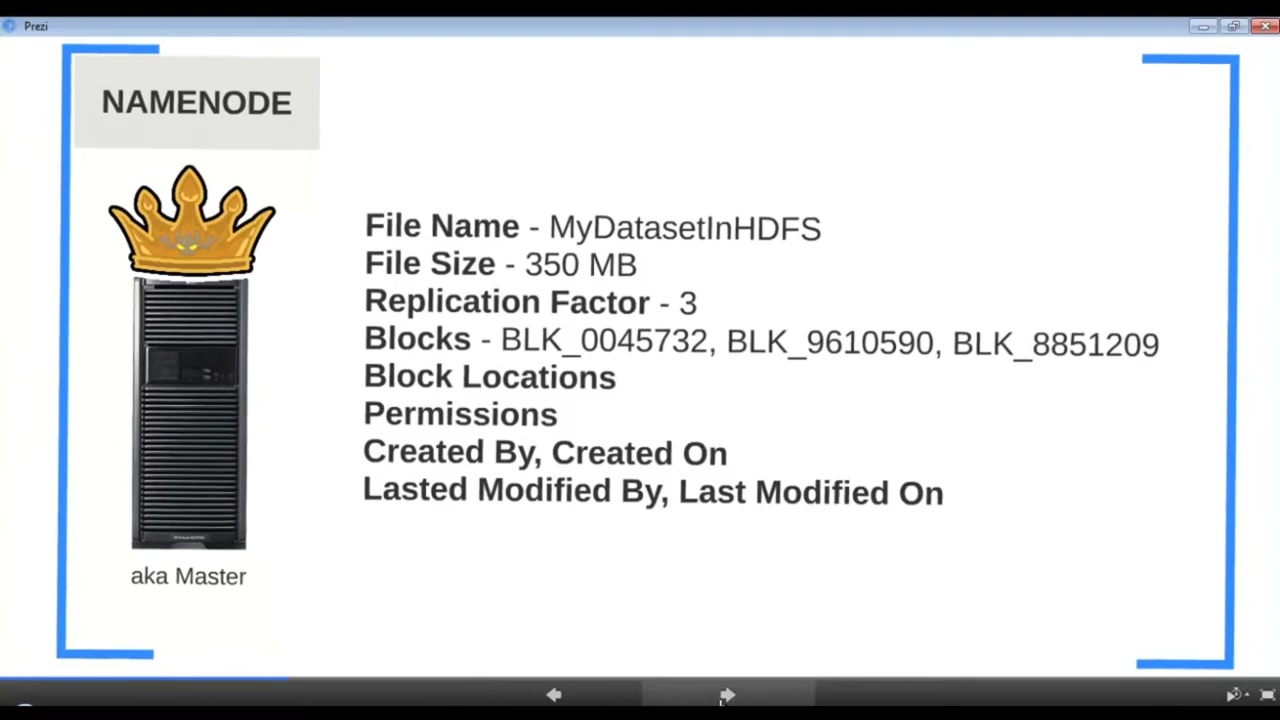 Prezi
NAMENODE
aka Master
File Name - MyDatasetInHDFS
File Size - 350 MB
Replication Factor - 3
Blocks - BLK_0045732, BLK_9610590, BLK_8851209
Block Locations
Permissions
Created By, Created On
Lasted Modified By, Last Modified On